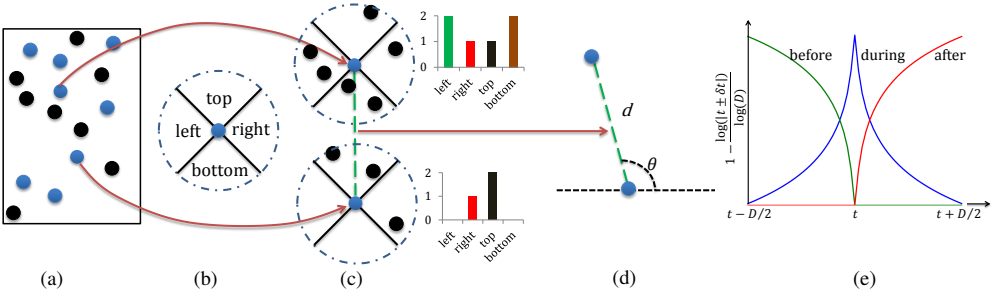 top
left
right
bottom
2
1
0
left
right
top
bottom
2
1
0
left
right
top
bottom
d
θ
1 − log(|t ± δt|) / log(D)
before
during
after
t − D/2
t
t + D/2
(a)
(b)
(c)
(d)
(e)